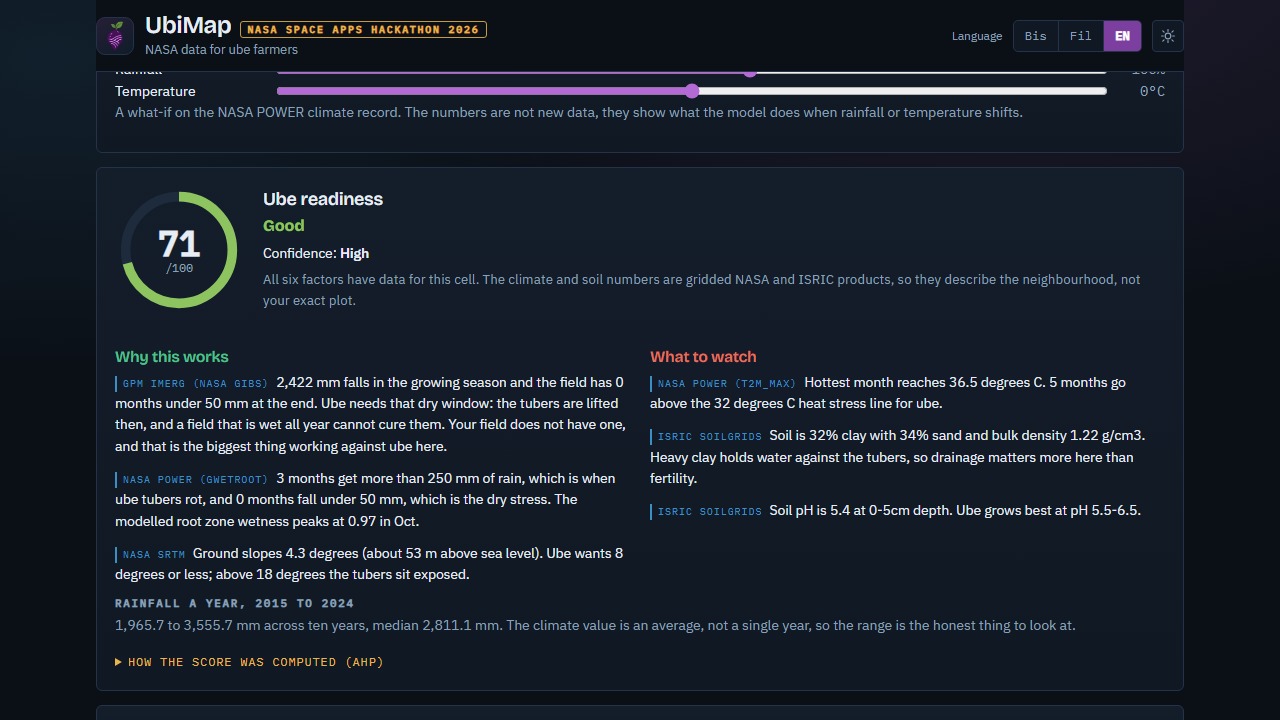 UbiMap NASA SPACE APPS HACKATHON 2026
NASA data for ube farmers
Language Bis Fil EN
Rainfall
Temperature 0°C
A what-if on the NASA POWER climate record. The numbers are not new data, they show what the model does when rainfall or temperature shifts.
71
/100
Ube readiness
Good
Confidence: High
All six factors have data for this cell. The climate and soil numbers are gridded NASA and ISRIC products, so they describe the neighbourhood, not
your exact plot.
Why this works
GPM IMERG (NASA GIBS) 2,422 mm falls in the growing season and the field has 0
months under 50 mm at the end. Ube needs that dry window: the tubers are lifted
then, and a field that is wet all year cannot cure them. Your field does not have one,
and that is the biggest thing working against ube here.
NASA POWER (GWETROOT) 3 months get more than 250 mm of rain, which is when
ube tubers rot, and 0 months fall under 50 mm, which is the dry stress. The
modelled root zone wetness peaks at 0.97 in Oct.
NASA SRTM Ground slopes 4.3 degrees (about 53 m above sea level). Ube wants 8
degrees or less; above 18 degrees the tubers sit exposed.
What to watch
NASA POWER (T2M_MAX) Hottest month reaches 36.5 degrees C. 5 months go
above the 32 degrees C heat stress line for ube.
ISRIC SOILGRIDS Soil is 32% clay with 34% sand and bulk density 1.22 g/cm3.
Heavy clay holds water against the tubers, so drainage matters more here than
fertility.
ISRIC SOILGRIDS Soil pH is 5.4 at 0-5cm depth. Ube grows best at pH 5.5-6.5.
RAINFALL A YEAR, 2015 TO 2024
1,965.7 to 3,555.7 mm across ten years, median 2,811.1 mm. The climate value is an average, not a single year, so the range is the honest thing to look at.
HOW THE SCORE WAS COMPUTED (AHP)